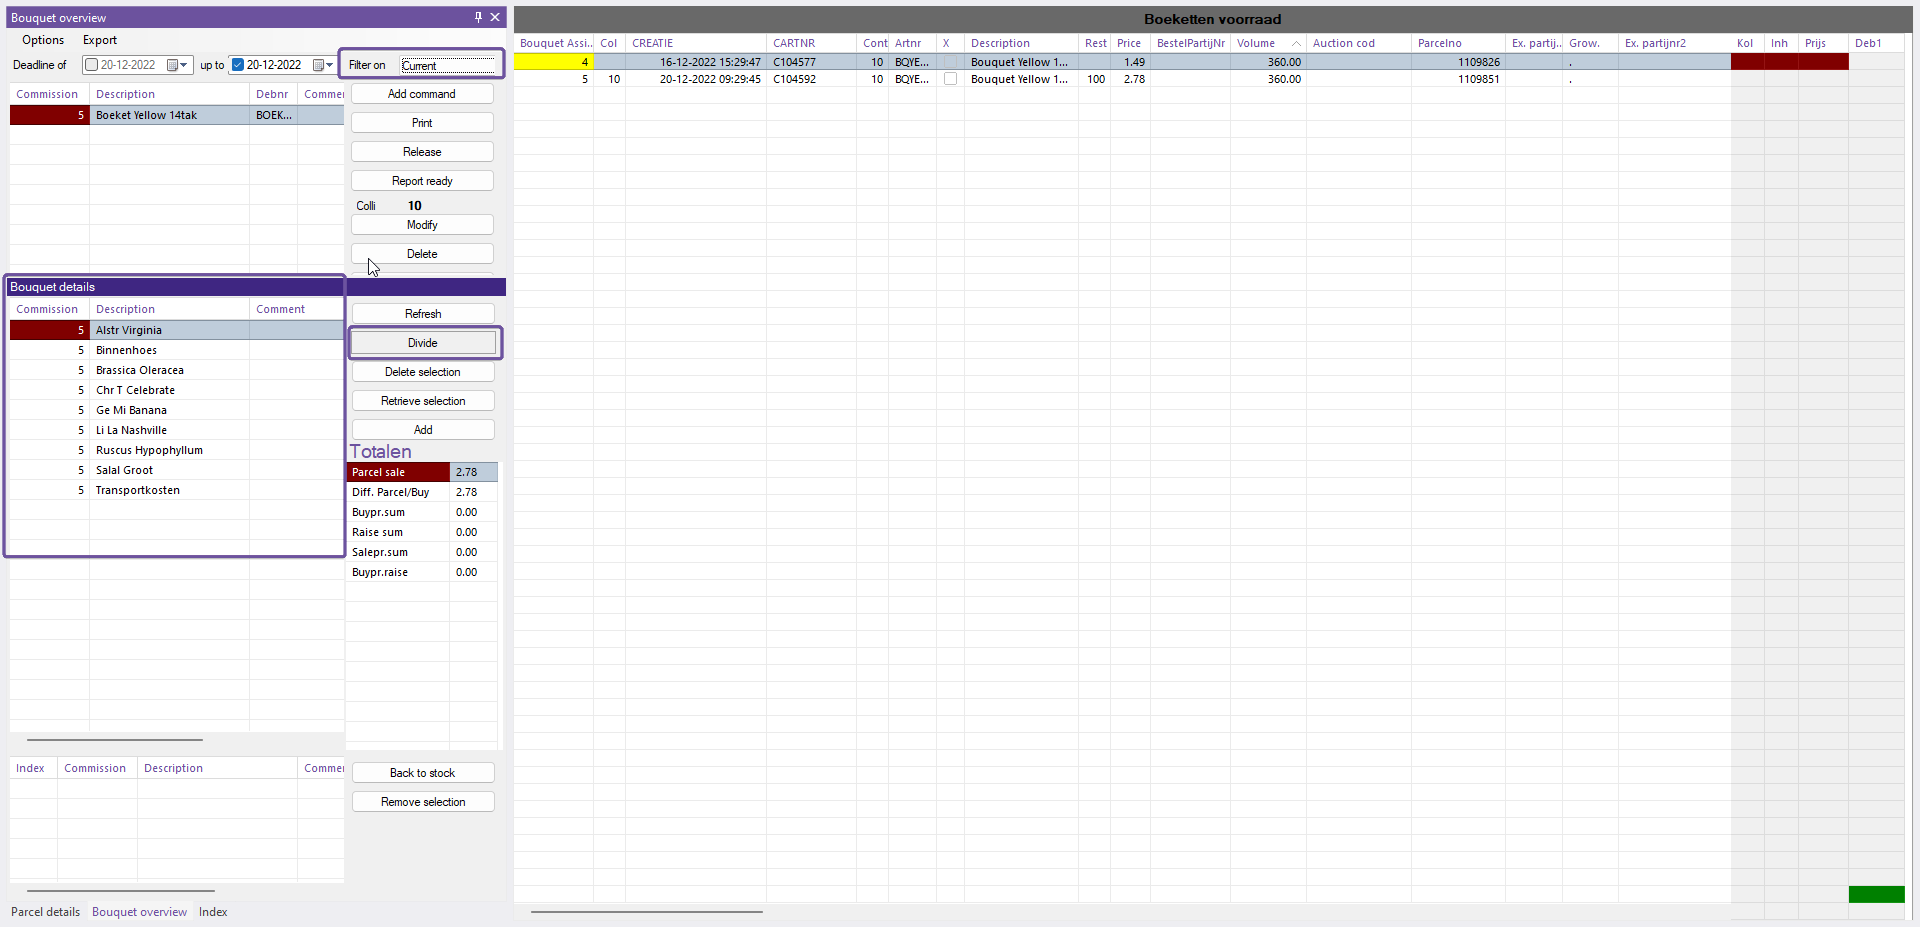 Bouquet overview
Options Export
Deadline of 20-12-2022 up to 20-12-2022 Filter on Current
Commission Description Debnr Comme
5 Boeket Yellow 14tak BOEK...
Add command
Print
Release
Report ready
Colli 10
Modify
Delete
Bouquet details
Commission Description Comment
5 Alstr Virginia
5 Binnenhoes
5 Brassica Oleracea
5 Chr T Celebrate
5 Ge Mi Banana
5 Li La Nashville
5 Ruscus Hypophyllum
5 Salal Groot
5 Transportkosten
Refresh
Divide
Delete selection
Retrieve selection
Add
Totalen
Parcel sale 2.78
Diff. Parcel/Buy 2.78
Buypr.sum 0.00
Raise sum 0.00
Salepr.sum 0.00
Buypr.raise 0.00
Index Commission Description Comme
Back to stock
Remove selection
Parcel details Bouquet overview Index
Boeketten voorraad
Bouquet Assi.. Col CREATIE CARTNR Cont Artnr X Description Rest Price BestelPartijNr Volume Auction cod Parcelno Ex. partij.. Grow. Ex. partijnr2 Kol Inh Prijs Deb1
4 16-12-2022 15:29:47 C104577 10 BQYE... Bouquet Yellow 1... 1.49 360.00 1109826 .
5 10 20-12-2022 09:29:45 C104592 10 BQYE... Bouquet Yellow 1... 100 2.78 360.00 1109851 .